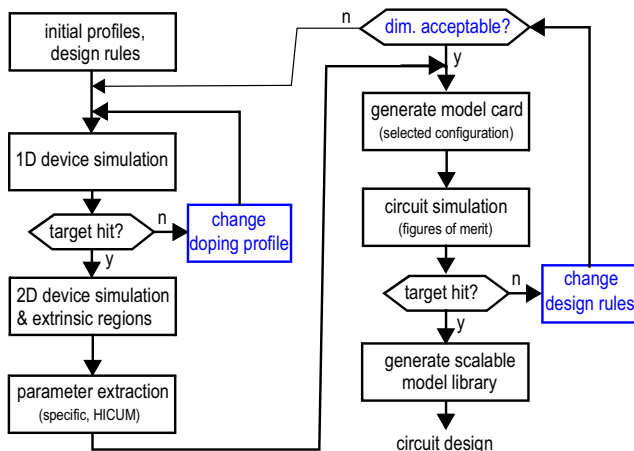 initial profiles,
design rules
1D device simulation
target hit?
n
change
doping profile
y
2D device simulation
& extrinsic regions
parameter extraction
(specific, HICUM)
n
dim. acceptable?
y
generate model card
(selected configuration)
circuit simulation
(figures of merit)
target hit?
n
change
design rules
y
generate scalable
model library
circuit design